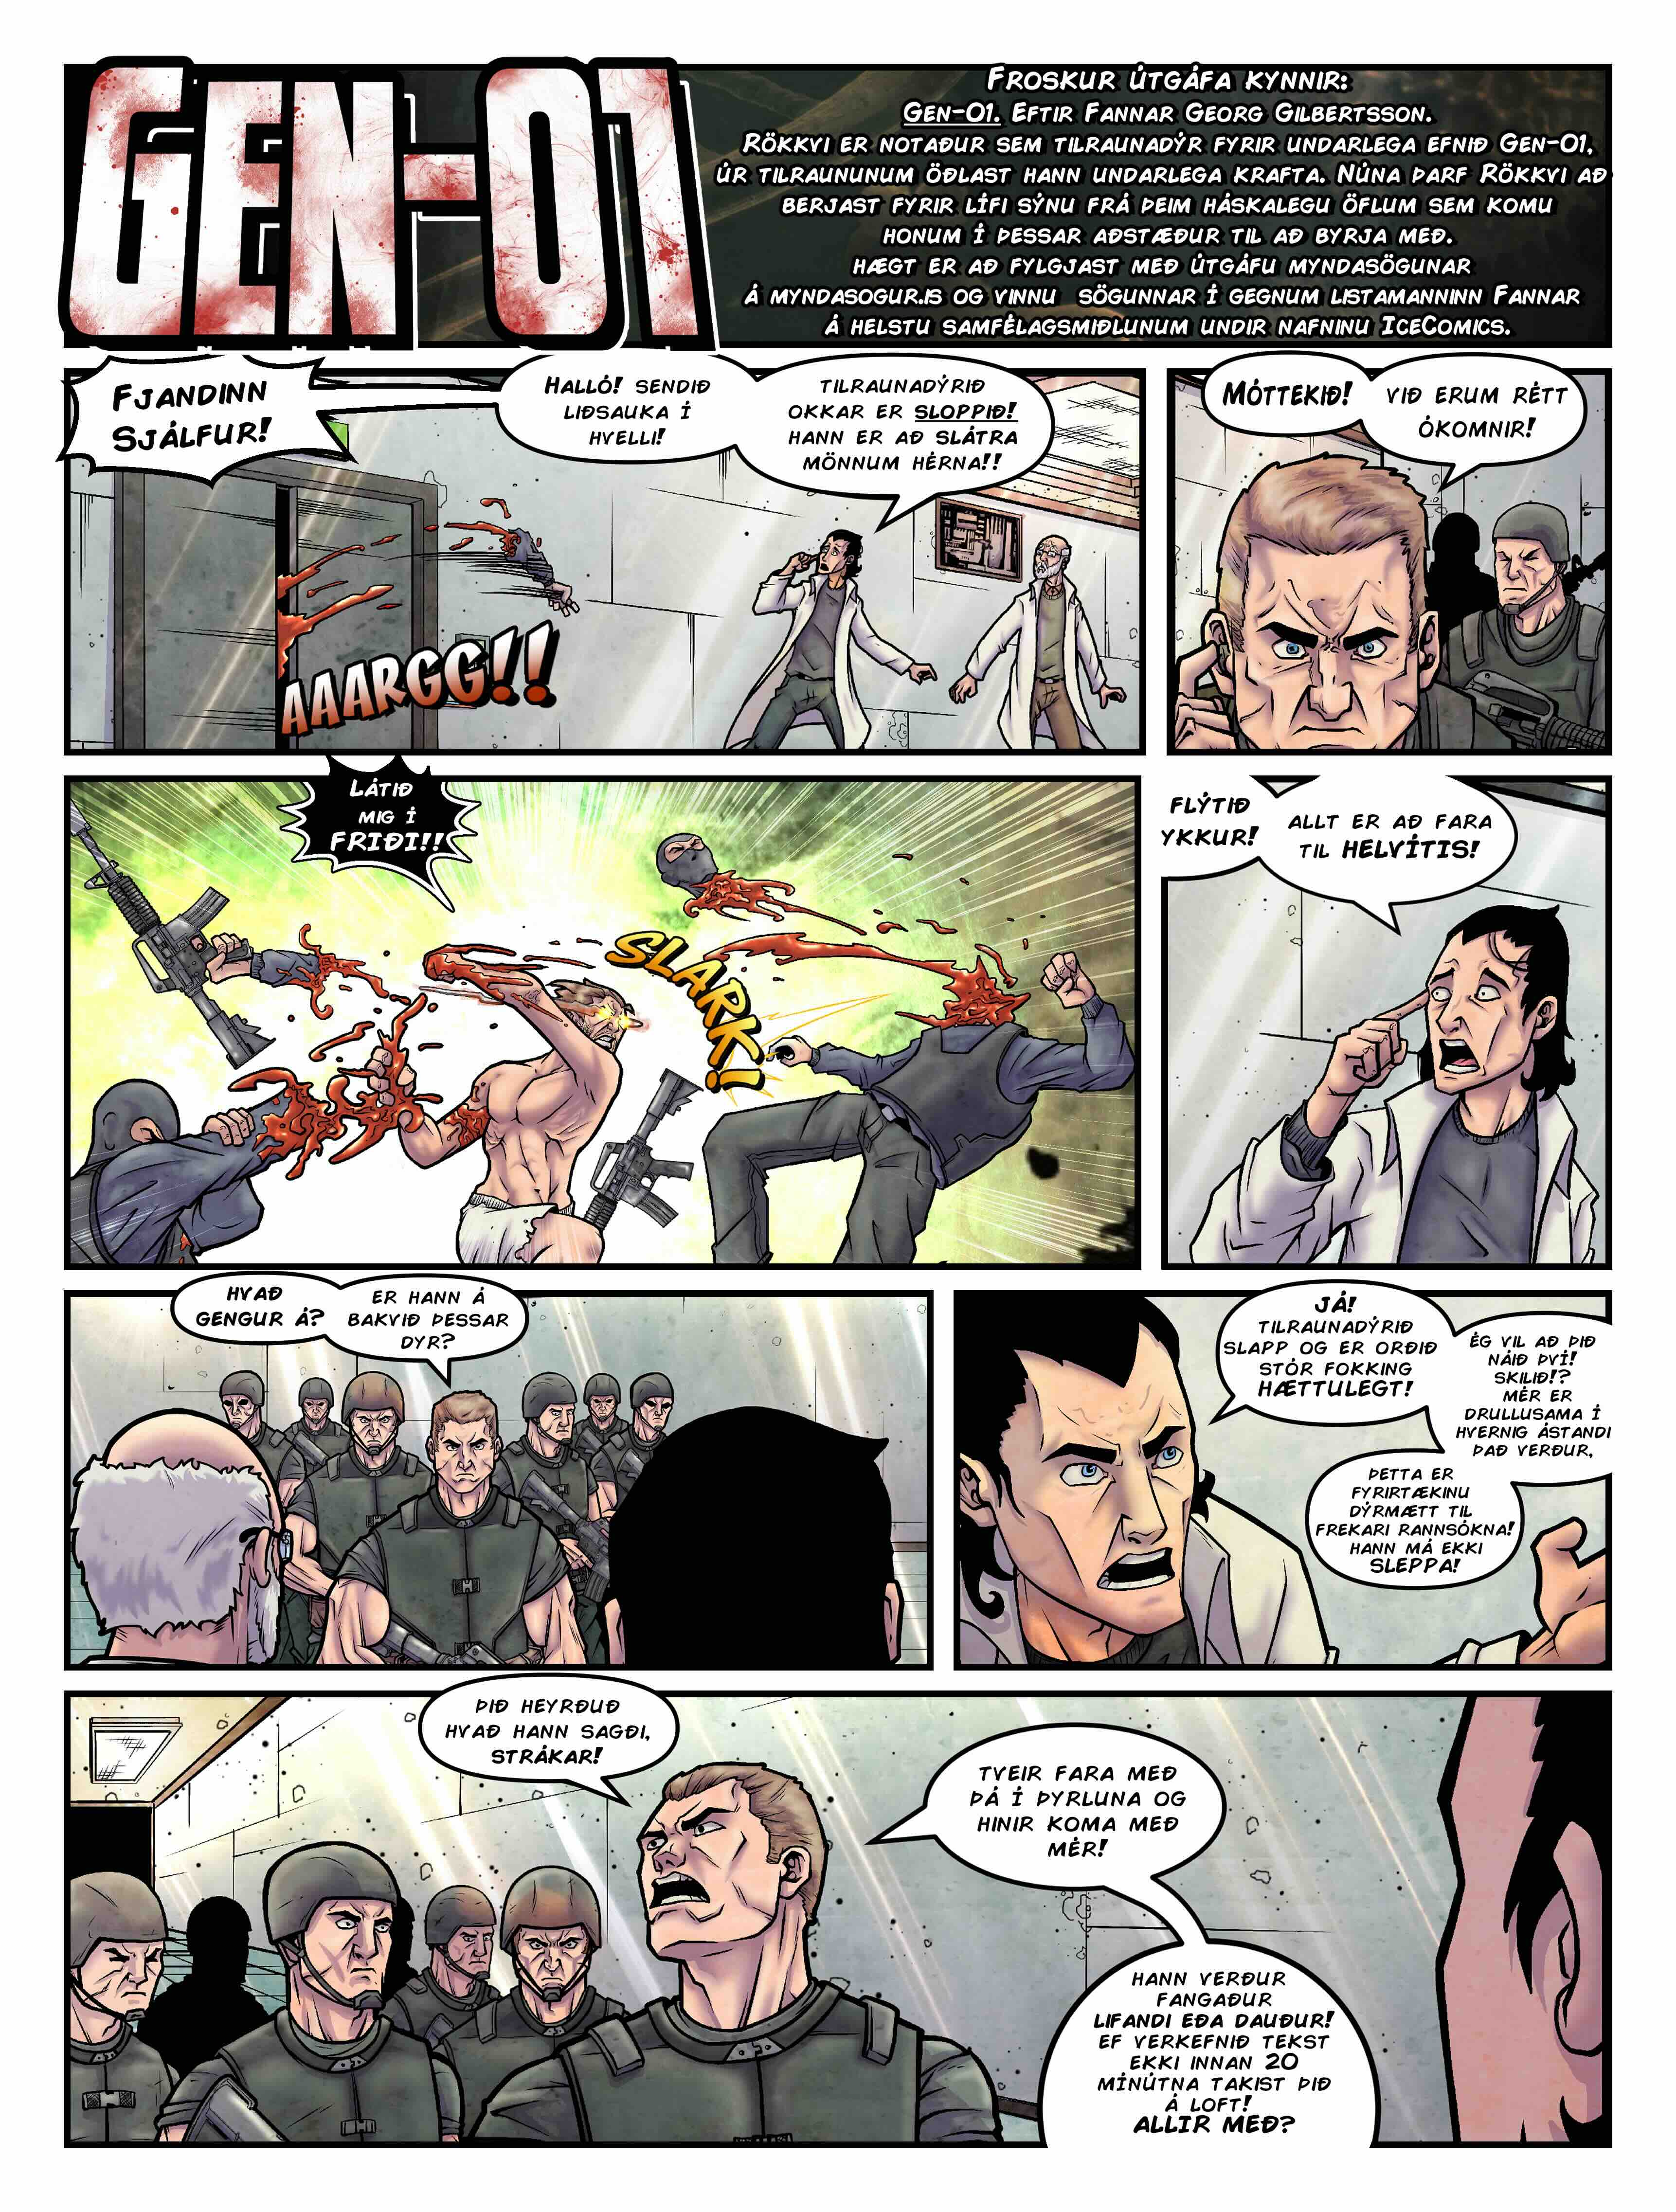 GEN-01
FROSKUR ÚTGÁFA KYNNIR:
GEN-01. EFTIR FANNAR GEORG GILBERTSSON.
RÖKKVI ER NOTAÐUR SEM TILRAUNADÝR FYRIR UNDARLEGA EFNIÐ GEN-01,
ÚR TILRAUNUNUM ÖÐLAST HANN UNDARLEGA KRAFTA. NÚNA ÞARF RÖKKVI AÐ
BERJAST FYRIR LÍFI SÝNU FRÁ ÞEIM HÁSKALEGU ÖFLUM SEM KOMU
HONUM Í ÞESSAR AÐSTÆÐUR TIL AÐ BYRJA MEÐ.
HÆGT ER AÐ FYLGJAST MEÐ ÚTGÁFU MYNDASÖGUNAR
Á MYNDASOGUR.IS OG VINNU SÖGUNNAR Í GEGNUM LISTAMANNINN FANNAR
Á HELSTU SAMFÉLAGSMIÐLUNUM UNDIR NAFNINU ICECOMICS.
FJANDINN
SJÁLFUR!
HALLÓ! SENDIÐ
LIÐSAUKA Í
HVELLI!
TILRAUNADÝRIÐ
OKKAR ER SLOPPIÐ!
HANN ER AÐ SLÁTRA
MÖNNUM HÉRNA!!
AAARGG!!
MÓTTEKIÐ!
VIÐ ERUM RÉTT
ÓKOMNIR!
LÁTIÐ
MIG Í
FRIÐI!!
SLARK!
FLÝTIÐ
YKKUR!
ALLT ER AÐ FARA
TIL HELVÍTIS!
HVAÐ
GENGUR Á?
ER HANN Á
BAKVIÐ ÞESSAR
DYR?
JÁ!
TILRAUNADÝRIÐ
SLAPP OG ER ORÐIÐ
STÓR FOKKING
HÆTTULEGT!
ÉG VIL AÐ ÞIÐ
NÁIÐ ÞVÍ!
SKILIÐ!?
MÉR ER
DRULLUSAMA Í
HVERNIG ÁSTANDI
ÞAÐ VERÐUR,
ÞETTA ER
FYRIRTÆKINU
DÝRMÆTT TIL
FREKARI RANNSÓKNA!
HANN MÁ EKKI
SLEPPA!
ÞIÐ HEYRÐUÐ
HVAÐ HANN SAGÐI,
STRÁKAR!
TVEIR FARA MEÐ
ÞÁ Í ÞYRLUNA OG
HINIR KOMA MEÐ
MÉR!
HANN VERÐUR
FANGAÐUR
LIFANDI EÐA DAUÐUR!
EF VERKEFNIÐ TEKST
EKKI INNAN 20
MÍNÚTNA TAKIST ÞIÐ
Á LOFT!
ALLIR MEÐ?